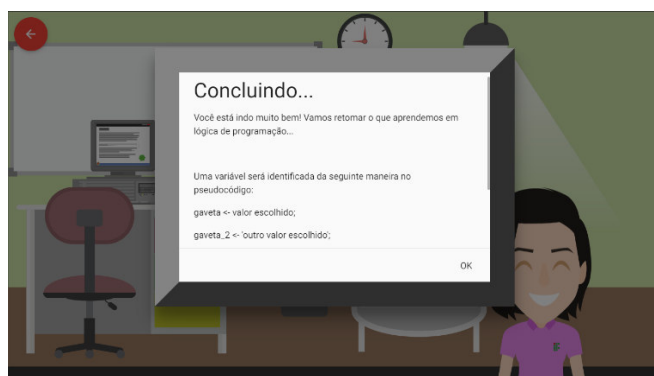 Concluindo...
Você está indo muito bem! Vamos retomar o que aprendemos em
lógica de programação...
Uma variável será identificada da seguinte maneira no
pseudocódigo:
gaveta <- valor escolhido;
gaveta_2 <- 'outro valor escolhido';
OK